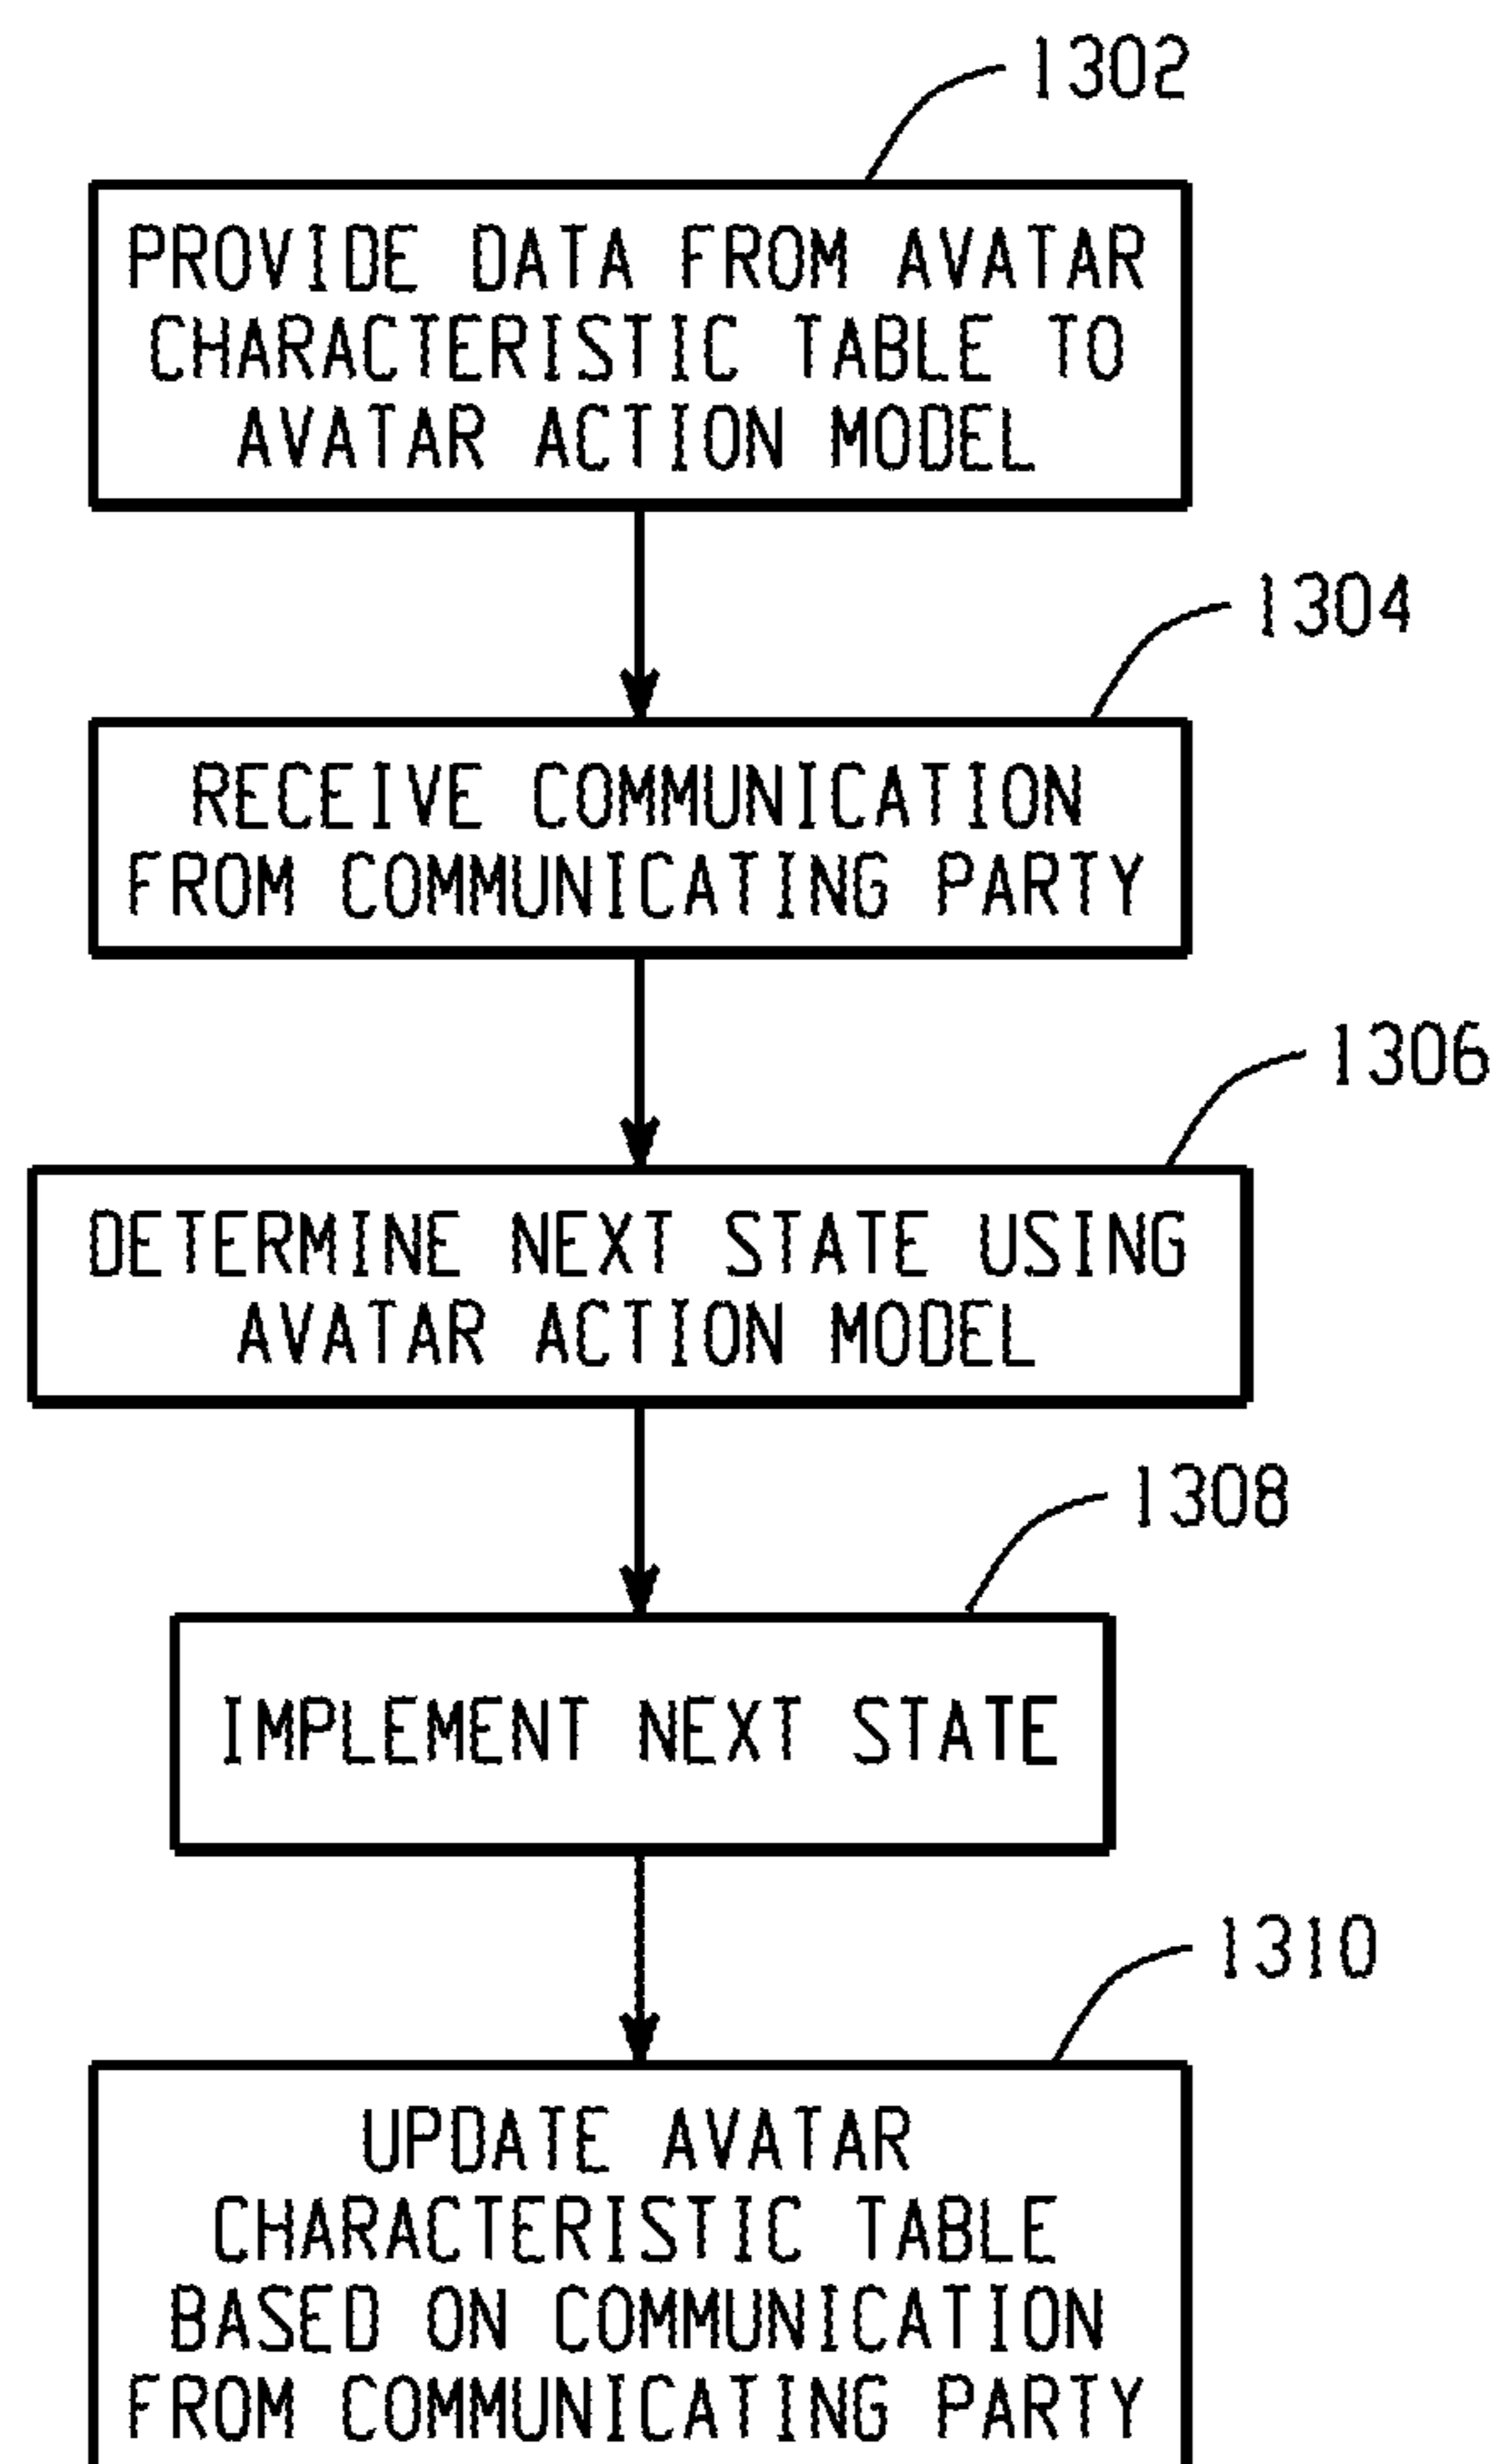 1302
PROVIDE DATA FROM AVATAR
CHARACTERISTIC TABLE TO
AVATAR ACTION MODEL
1304
RECEIVE COMMUNICATION
FROM COMMUNICATING PARTY
1306
DETERMINE NEXT STATE USING
AVATAR ACTION MODEL
1308
IMPLEMENT NEXT STATE
1310
UPDATE AVATAR
CHARACTERISTIC TABLE
BASED ON COMMUNICATION
FROM COMMUNICATING PARTY